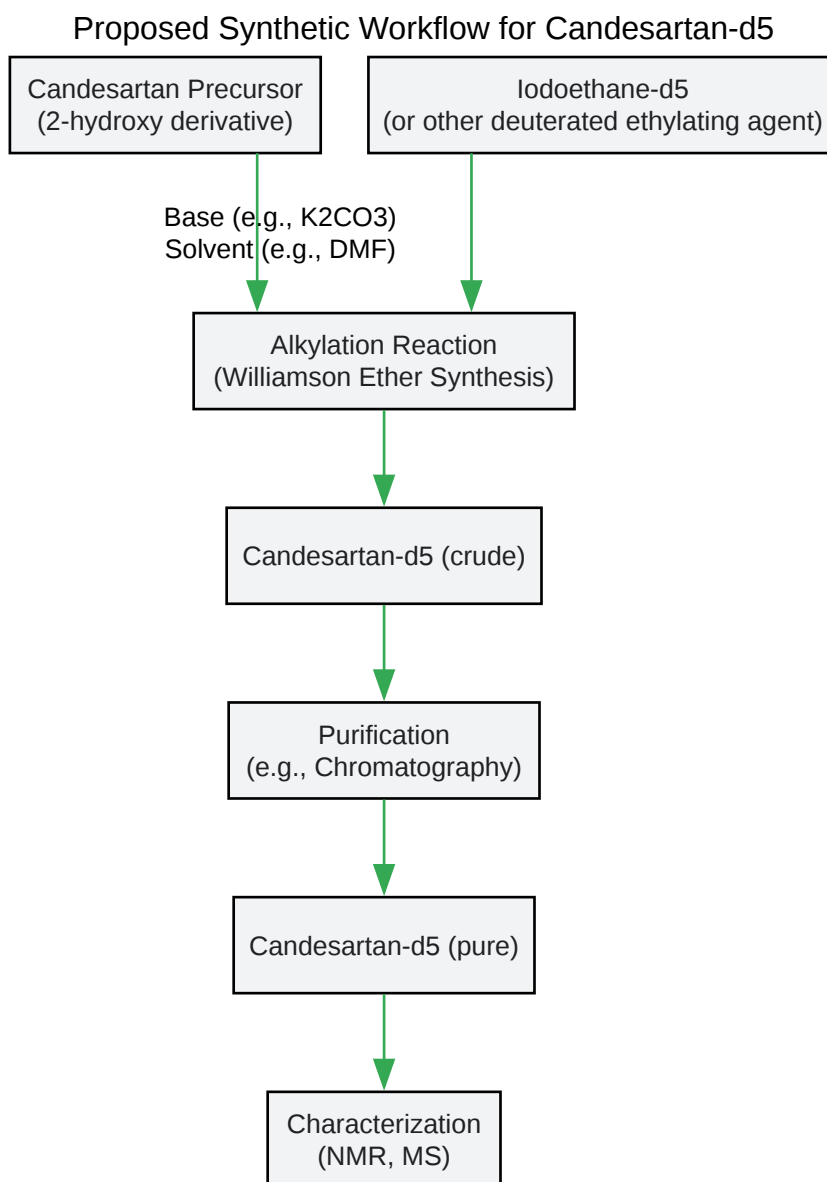 Proposed Synthetic Workflow for Candesartan-d5
Candesartan Precursor
(2-hydroxy derivative)
Iodoethane-d5
(or other deuterated ethylating agent)
Base (e.g., K2CO3)
Solvent (e.g., DMF)
Alkylation Reaction
(Williamson Ether Synthesis)
Candesartan-d5 (crude)
Purification
(e.g., Chromatography)
Candesartan-d5 (pure)
Characterization
(NMR, MS)